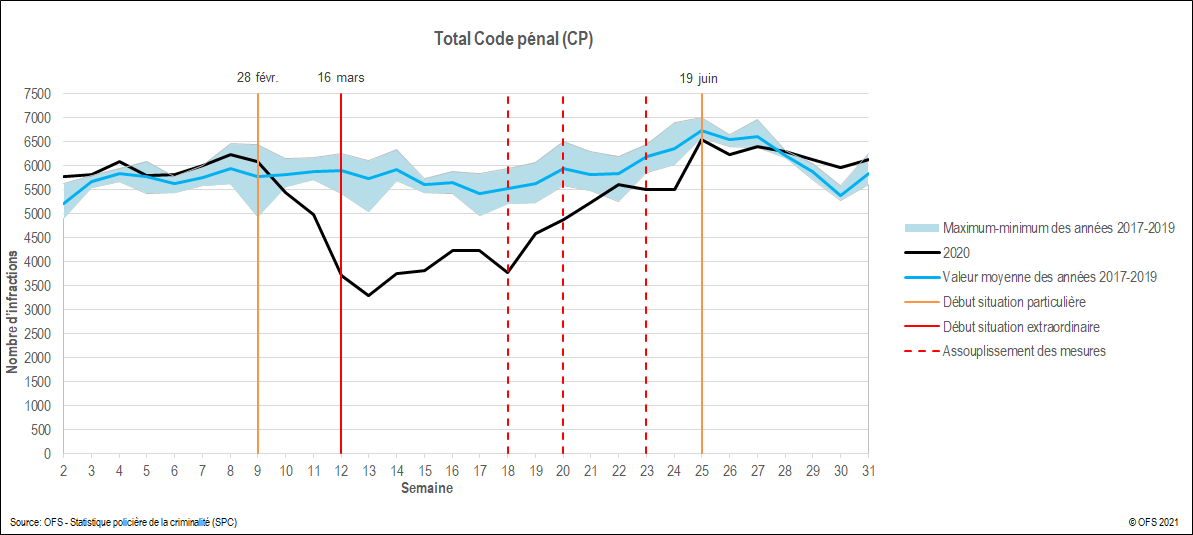 Total Code pénal (CP)
28 févr.
16 mars
19 juin
7500
7000
6500
6000
5500
5000
4500
4000
3500
3000
2500
2000
1500
1000
500
0
Nombre d'infractions
2 3 4 5 6 7 8 9 10 11 12 13 14 15 16 17 18 19 20 21 22 23 24 25 26 27 28 29 30 31
Semaine
Maximum-minimum des années 2017-2019
2020
Valeur moyenne des années 2017-2019
Début situation particulière
Début situation extraordinaire
Assouplissement des mesures
Source: OFS - Statistique policière de la criminalité (SPC)
© OFS 2021